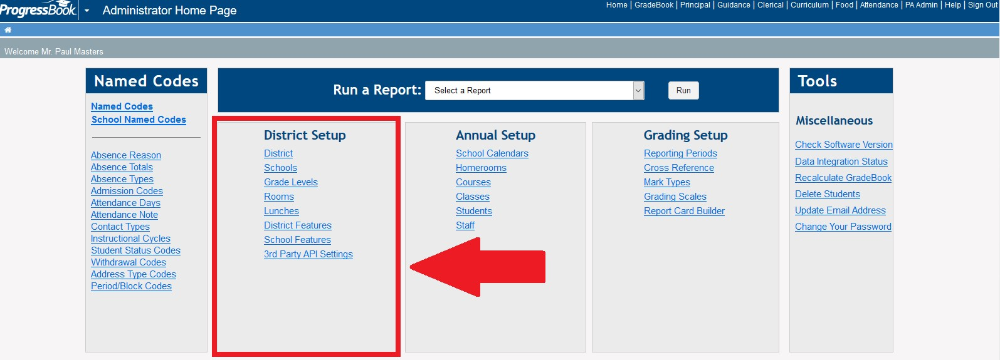 ProgressBook Administrator Home Page
Home | GradeBook | Principal | Guidance | Clerical | Curriculum | Food | Attendance | PA Admin | Help | Sign Out
Welcome Mr. Paul Masters
Named Codes
Named Codes
School Named Codes
Absence Reason
Absence Totals
Absence Types
Admission Codes
Attendance Days
Attendance Note
Contact Types
Instructional Cycles
Student Status Codes
Withdrawal Codes
Address Type Codes
Period/Block Codes
Run a Report: Select a Report Run
District Setup
District
Schools
Grade Levels
Rooms
Lunches
District Features
School Features
3rd Party API Settings
Annual Setup
School Calendars
Homerooms
Courses
Classes
Students
Staff
Grading Setup
Reporting Periods
Cross Reference
Mark Types
Grading Scales
Report Card Builder
Tools
Miscellaneous
Check Software Version
Data Integration Status
Recalculate GradeBook
Delete Students
Update Email Address
Change Your Password